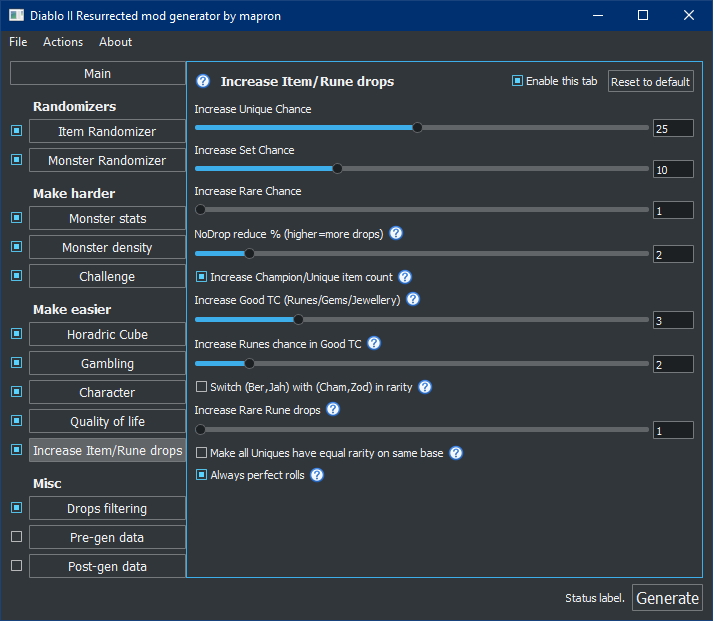 Diablo II Resurrected mod generator by mapron
File Actions About
Main
Randomizers
Item Randomizer
Monster Randomizer
Make harder
Monster stats
Monster density
Challenge
Make easier
Horadric Cube
Gambling
Character
Quality of life
Increase Item/Rune drops
Misc
Drops filtering
Pre-gen data
Post-gen data
? Increase Item/Rune drops Enable this tab Reset to default
Increase Unique Chance
25
Increase Set Chance
10
Increase Rare Chance
1
NoDrop reduce % (higher=more drops) ?
2
Increase Champion/Unique item count ?
Increase Good TC (Runes/Gems/Jewellery) ?
3
Increase Runes chance in Good TC ?
2
Switch (Ber,Jah) with (Cham,Zod) in rarity ?
Increase Rare Rune drops ?
1
Make all Uniques have equal rarity on same base ?
Always perfect rolls ?
Status label. Generate